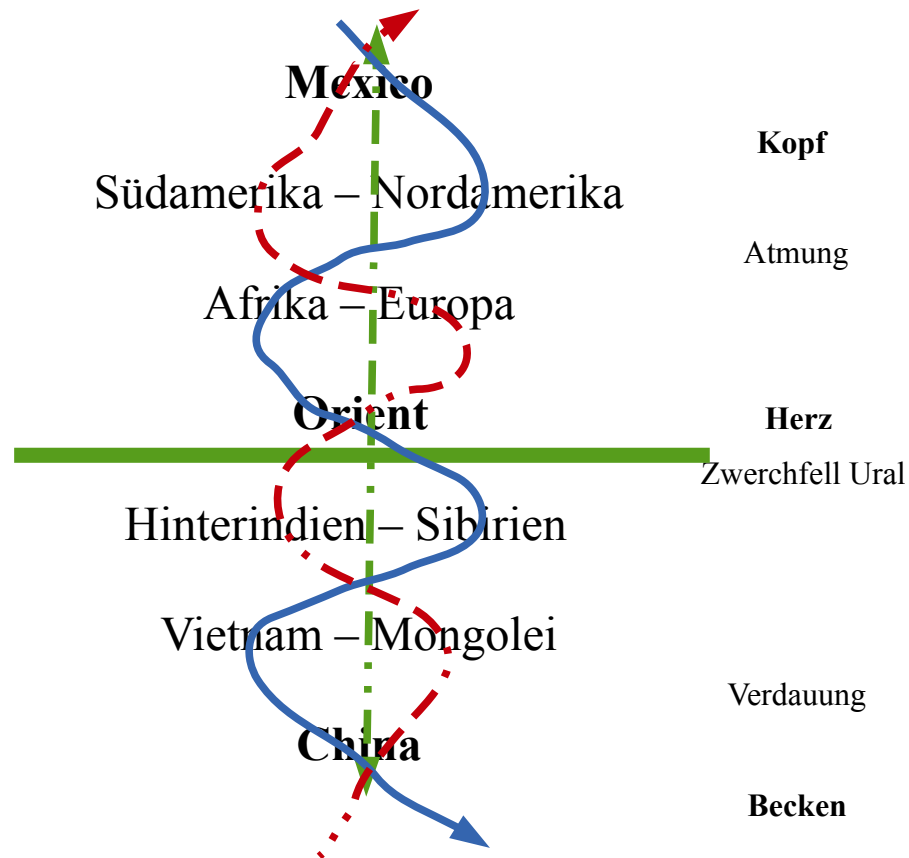 Mexico
Kopf
Südamerika – Nordamerika
Atmung
Afrika – Europa
Orient
Herz
Zwerchfell Ural
Hinterindien – Sibirien
Vietnam – Mongolei
Verdauung
China
Becken